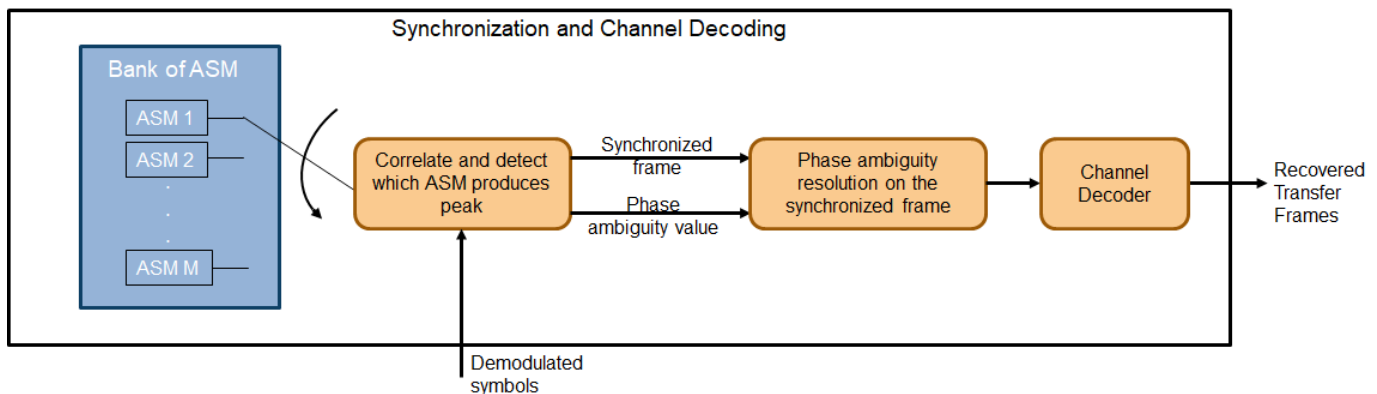 Synchronization and Channel Decoding
Bank of ASM
ASM 1
ASM 2
.
.
.
ASM M
Correlate and detect
which ASM produces
peak
Synchronized
frame
Phase
ambiguity value
Phase ambiguity
resolution on the
synchronized frame
Channel
Decoder
Recovered
Transfer
Frames
Demodulated
symbols